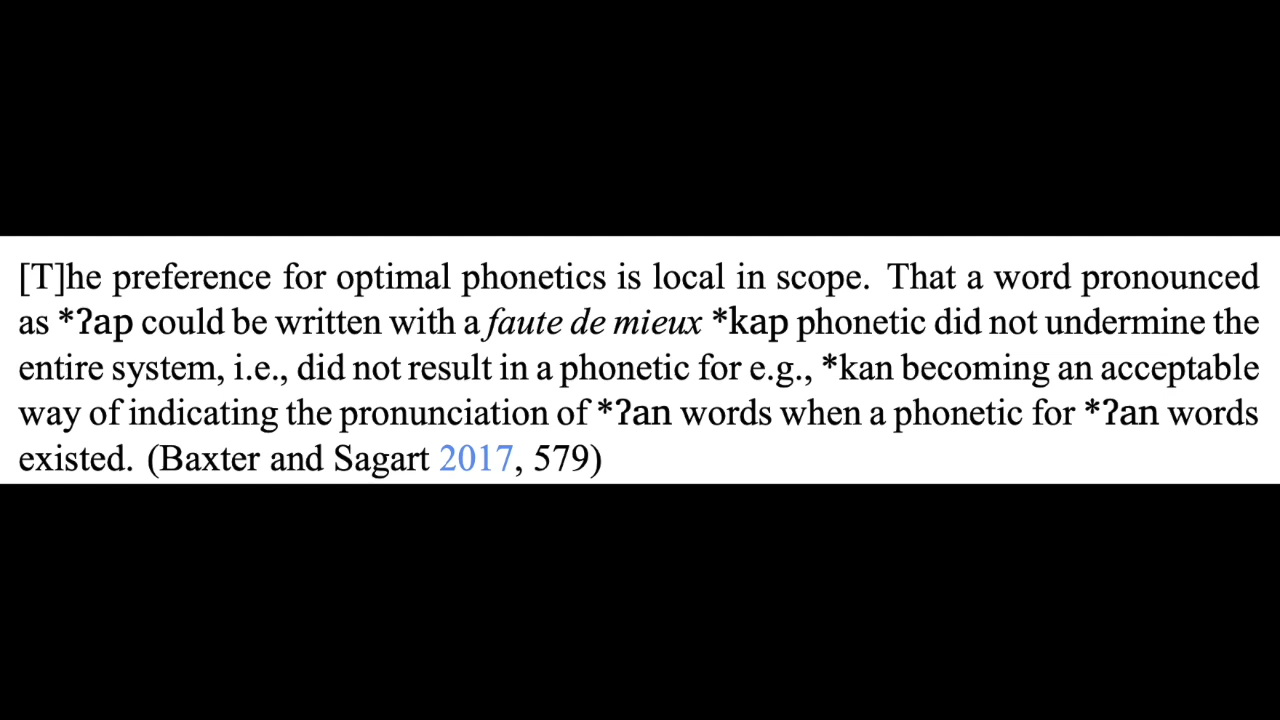 [T]he preference for optimal phonetics is local in scope. That a word pronounced
as *ʔap could be written with a faute de mieux *kap phonetic did not undermine the
entire system, i.e., did not result in a phonetic for e.g., *kan becoming an acceptable
way of indicating the pronunciation of *ʔan words when a phonetic for *ʔan words
existed. (Baxter and Sagart 2017, 579)